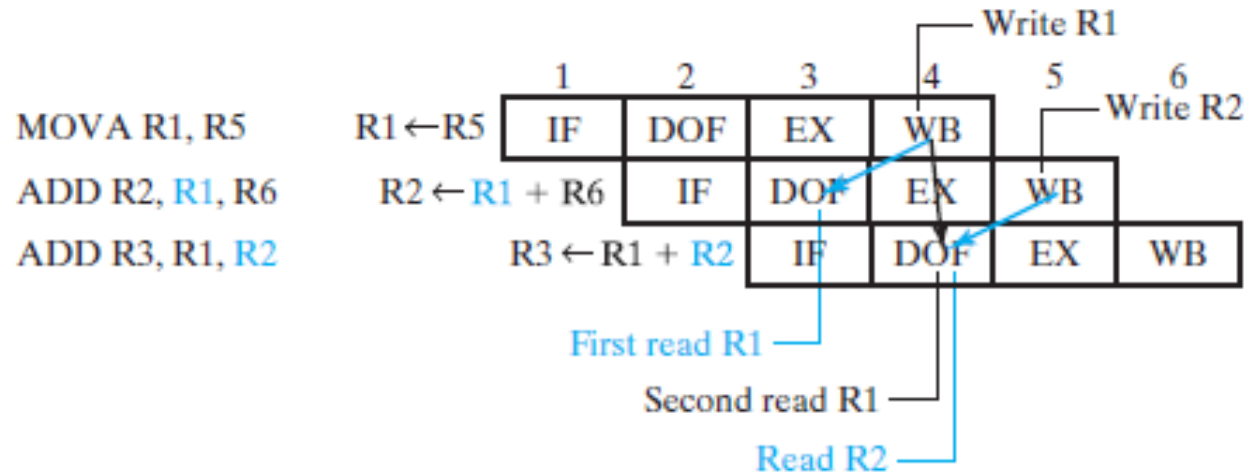 Write R1
1 2 3 4 5 6
Write R2
MOVA R1, R5 R1←R5 IF DOF EX WB
ADD R2, R1, R6 R2←R1 + R6 IF DOF EX WB
ADD R3, R1, R2 R3←R1 + R2 IF DOF EX WB
First read R1
Second read R1
Read R2